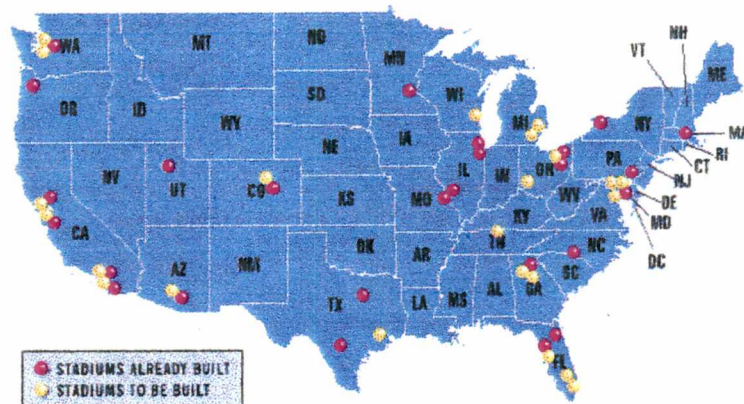 NH
VT
WA
MT
ND
MN
ME
OR
ID
WY
SD
WI
MI
NY
MA
RI
CT
NJ
NV
UT
CO
NE
IA
IL
IN
OH
PA
WV
VA
DE
MD
DC
CA
AZ
NM
KS
MO
KY
OK
AR
TN
NC
SC
TX
LA
MS
AL
GA
FL
STADIUMS ALREADY BUILT
STADIUMS TO BE BUILT